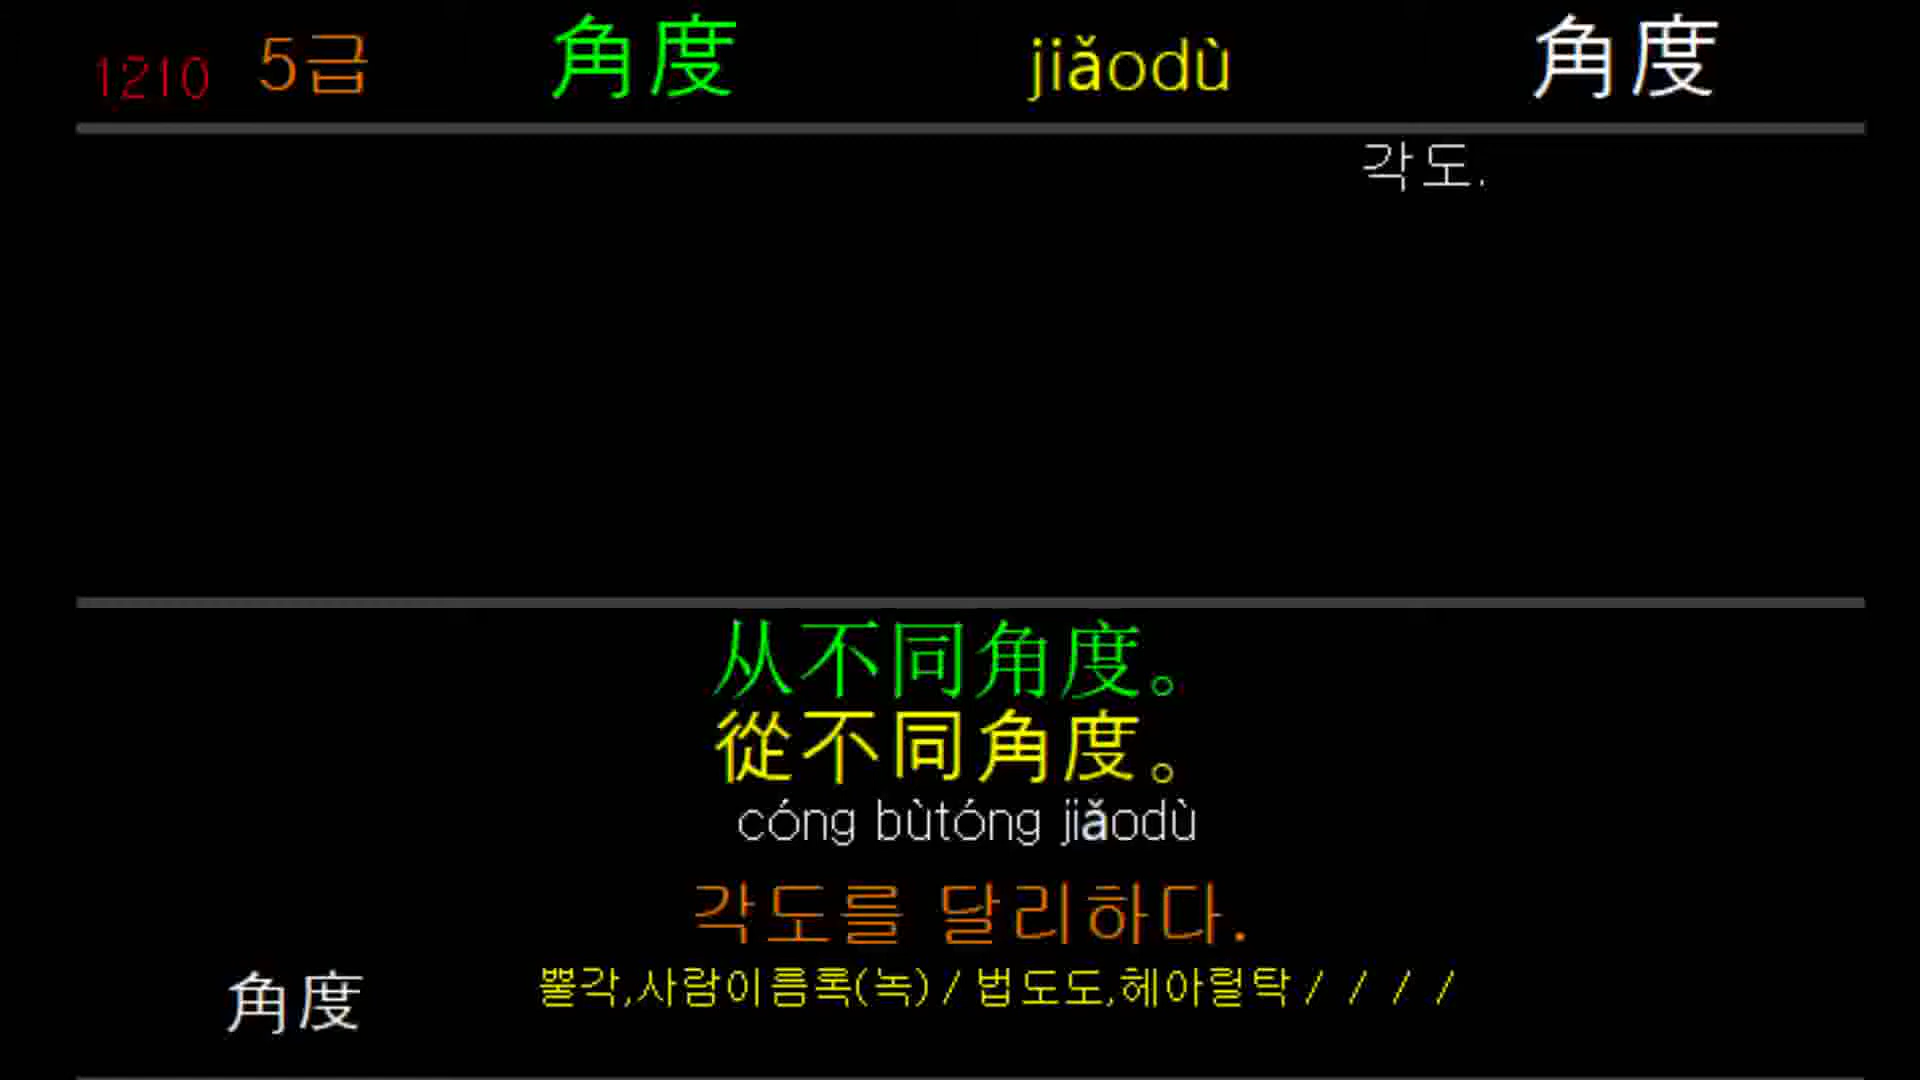 1210 5급 角度 jiǎodù 角度
각도.
从不同角度。
從不同角度。
cóng bùtóng jiǎodù
각도를 달리하다.
角度 뿔각,사람이름록(녹) / 법도도,헤아릴탁 / / / /